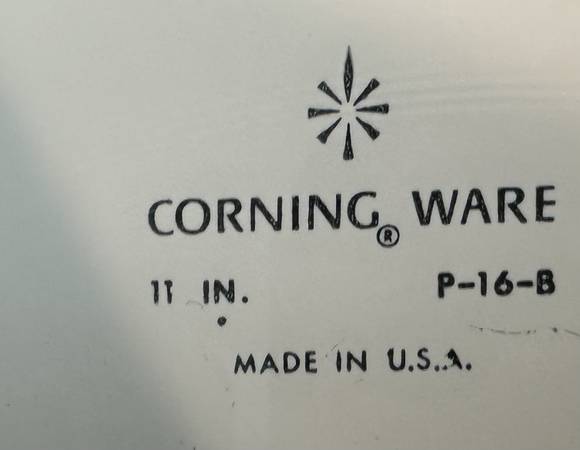 CORNING® WARE
11 IN. P-16-B
MADE IN U.S.A.